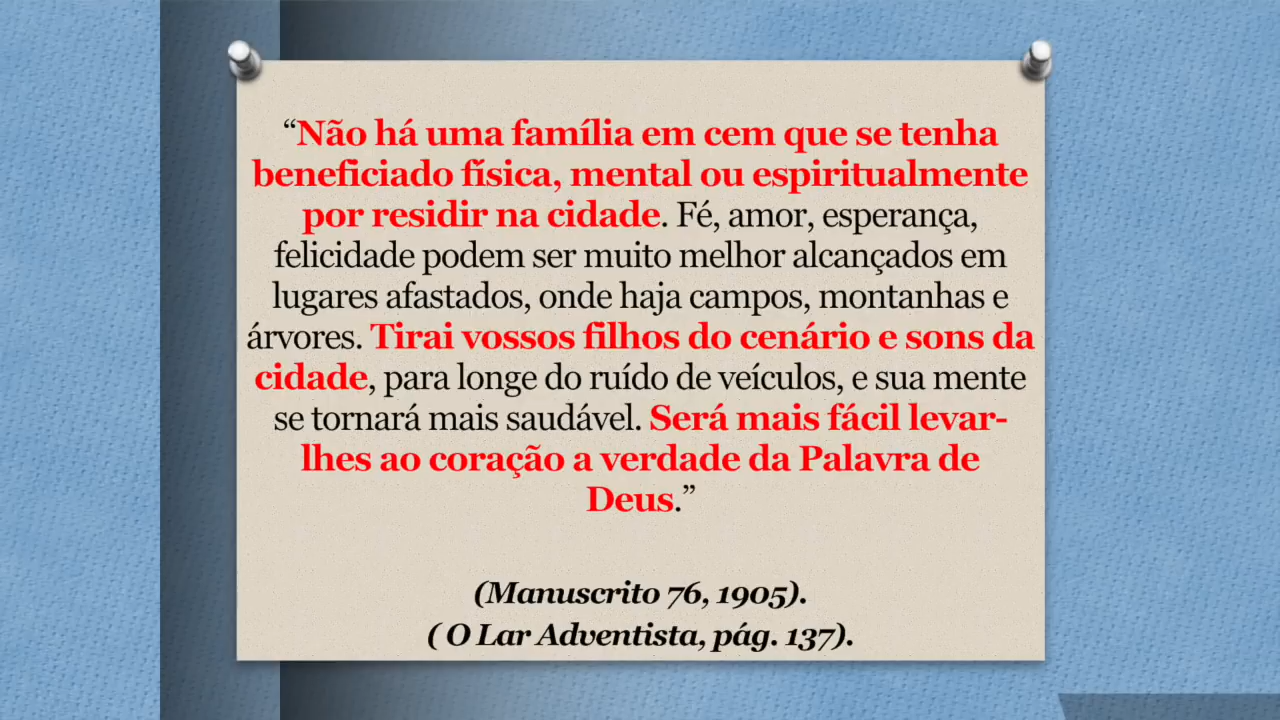 “Não há uma família em cem que se tenha
beneficiado física, mental ou espiritualmente
por residir na cidade. Fé, amor, esperança,
felicidade podem ser muito melhor alcançados em
lugares afastados, onde haja campos, montanhas e
árvores. Tirai vossos filhos do cenário e sons da
cidade, para longe do ruído de veículos, e sua mente
se tornará mais saudável. Será mais fácil levar-
lhes ao coração a verdade da Palavra de
Deus.”
(Manuscrito 76, 1905).
( O Lar Adventista, pág. 137).